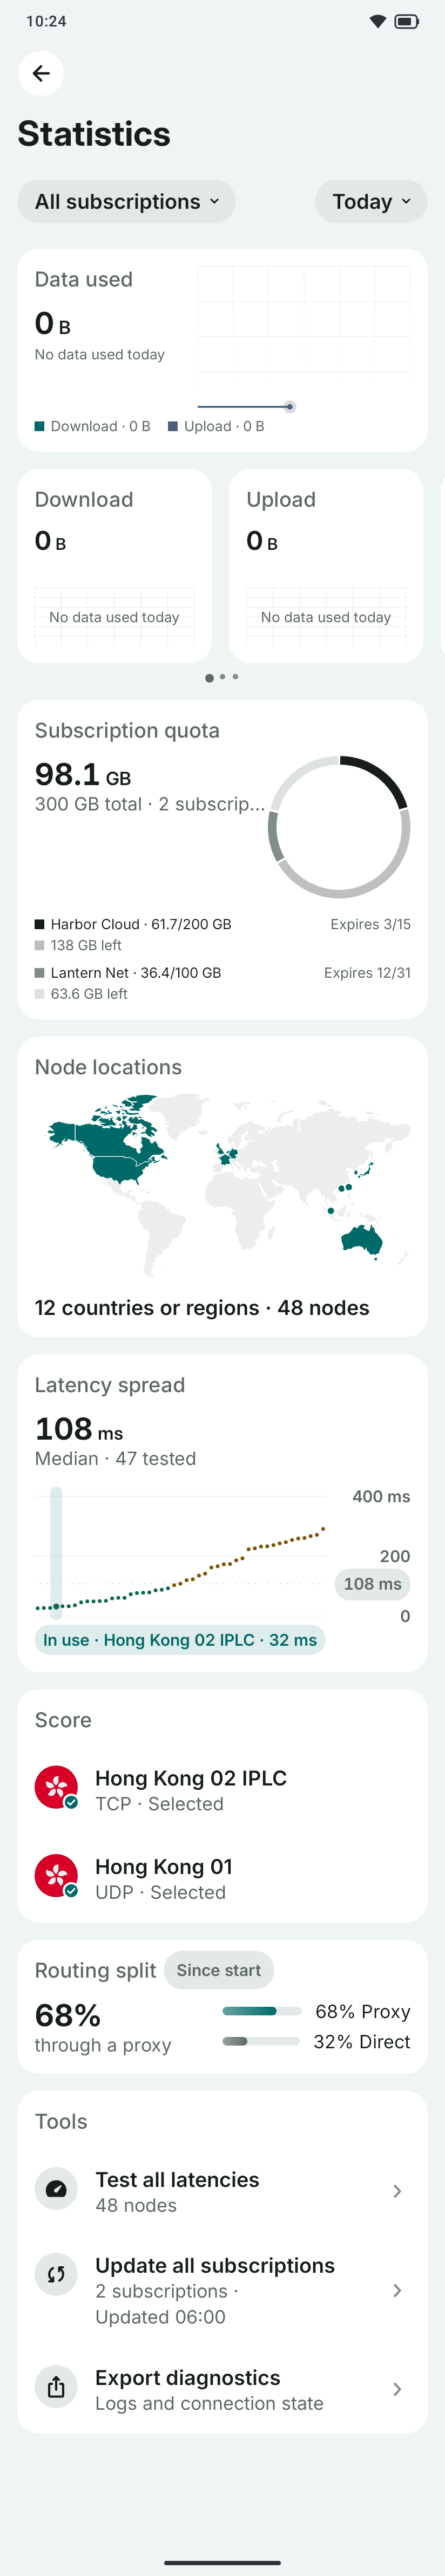 10:24
Statistics
All subscriptions
Today
Data used
0 B
No data used today
Download · 0 B
Upload · 0 B
Download
0 B
No data used today
Upload
0 B
No data used today
Subscription quota
98.1 GB
300 GB total · 2 subscrip...
Harbor Cloud · 61.7/200 GB
Expires 3/15
138 GB left
Lantern Net · 36.4/100 GB
Expires 12/31
63.6 GB left
Node locations
12 countries or regions · 48 nodes
Latency spread
108 ms
Median · 47 tested
400 ms
200
108 ms
0
In use · Hong Kong 02 IPLC · 32 ms
Score
Hong Kong 02 IPLC
TCP · Selected
Hong Kong 01
UDP · Selected
Routing split
Since start
68%
through a proxy
68% Proxy
32% Direct
Tools
Test all latencies
48 nodes
Update all subscriptions
2 subscriptions ·
Updated 06:00
Export diagnostics
Logs and connection state